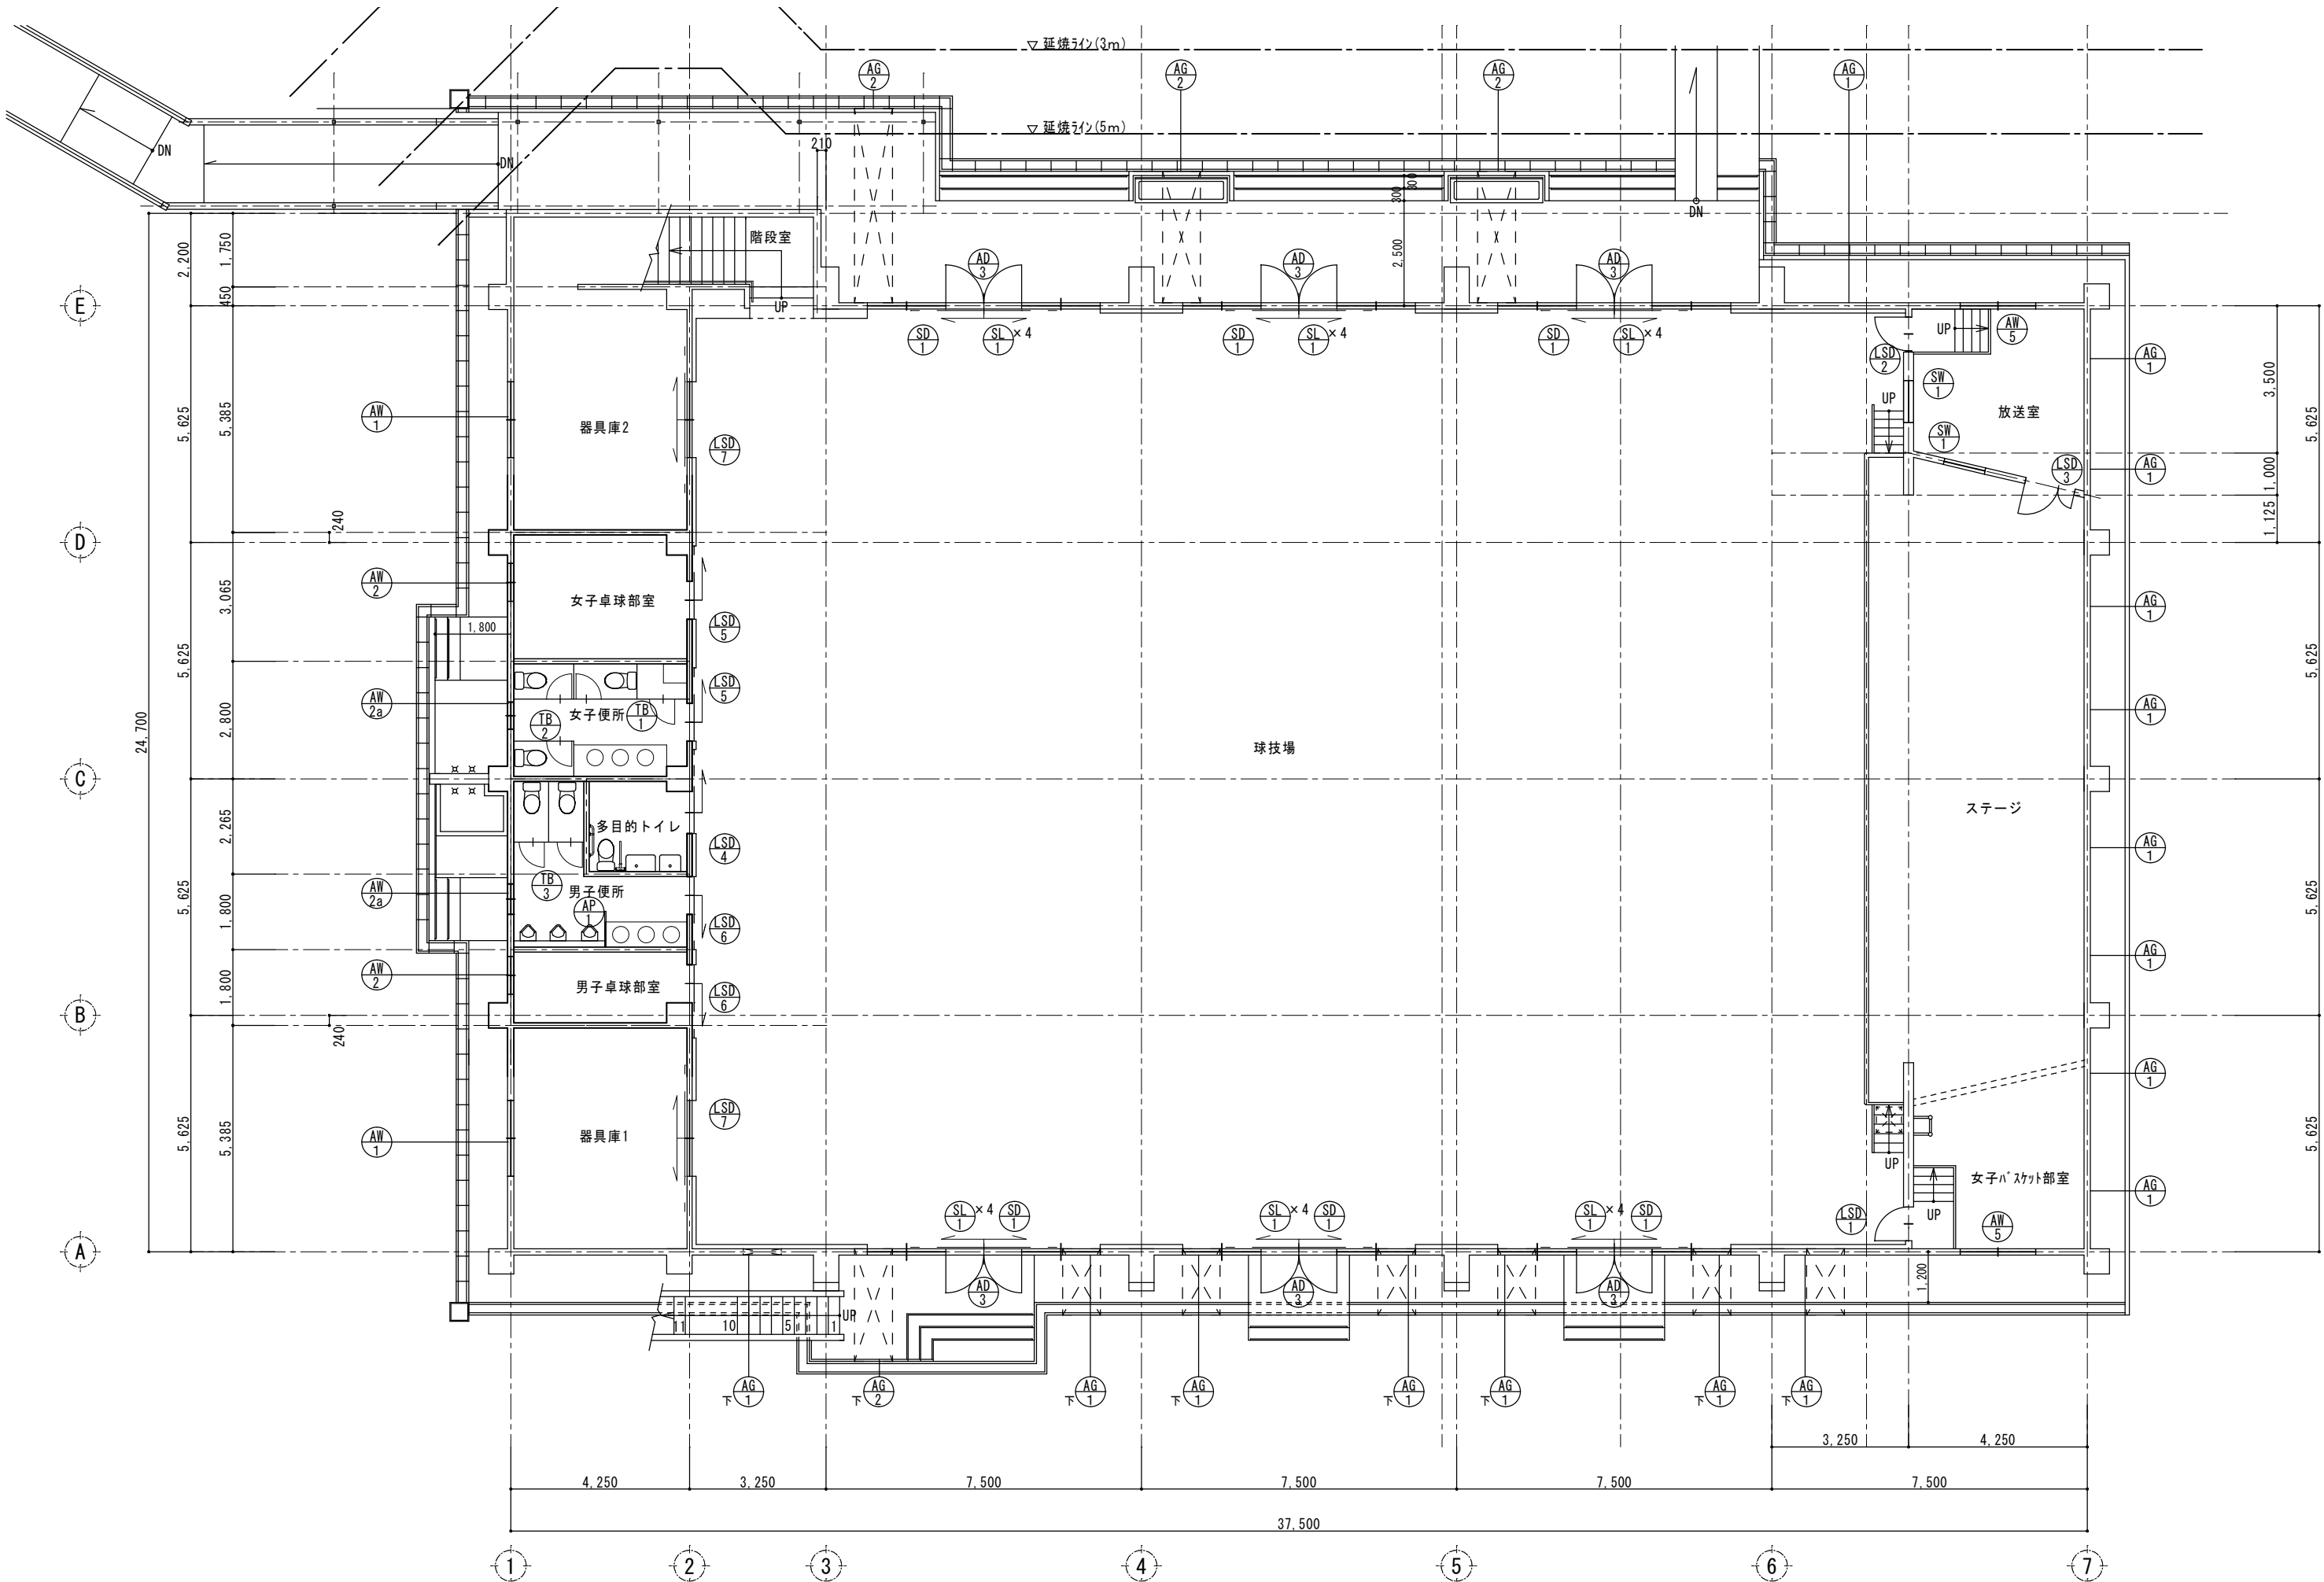 ▽ 延焼ライン(3m)
AG
2
AG
2
AG
2
AG
1
▽ 延焼ライン(5m)
DN
DN
210
300
300
DN
2,200
1,750
階段室
2,500
AD
3
AD
3
AD
3
E
450
UP
SD
1
SL
1
×4
SD
1
SL
1
×4
SD
1
SL
1
×4
UP
AW
5
LSD
2
AG
1
SW
1
3,500
5,625
UP
5,625
5,385
AW
1
器具庫2
LSD
7
放送室
SW
1
LSD
3
AG
1
1,000
1,125
240
D
3,065
AW
2
女子卓球部室
LSD
5
AG
1
1,800
5,625
5,625
LSD
5
AW
2a
TB
2
女子便所
TB
1
2,800
24,700
AG
1
球技場
C
2,265
多目的トイレ
LSD
4
ステージ
AG
1
5,625
1,800
AW
2a
TB
3
男子便所
AP
1
LSD
6
5,625
AG
1
1,800
AW
2
男子卓球部室
LSD
6
B
240
AG
1
5,625
5,385
AW
1
器具庫1
LSD
7
5,625
UP
女子バスケット部室
AG
1
SL
1
×4
SD
1
SL
1
×4
SD
1
SL
1
×4
SD
1
LSD
1
UP
AW
5
A
1,200
AD
3
AD
3
AD
3
UP
11
10
5
1
下
AG
1
下
AG
2
下
AG
1
下
AG
1
下
AG
1
下
AG
1
下
AG
1
下
AG
1
3,250
4,250
4,250
3,250
7,500
7,500
7,500
7,500
37,500
1
2
3
4
5
6
7